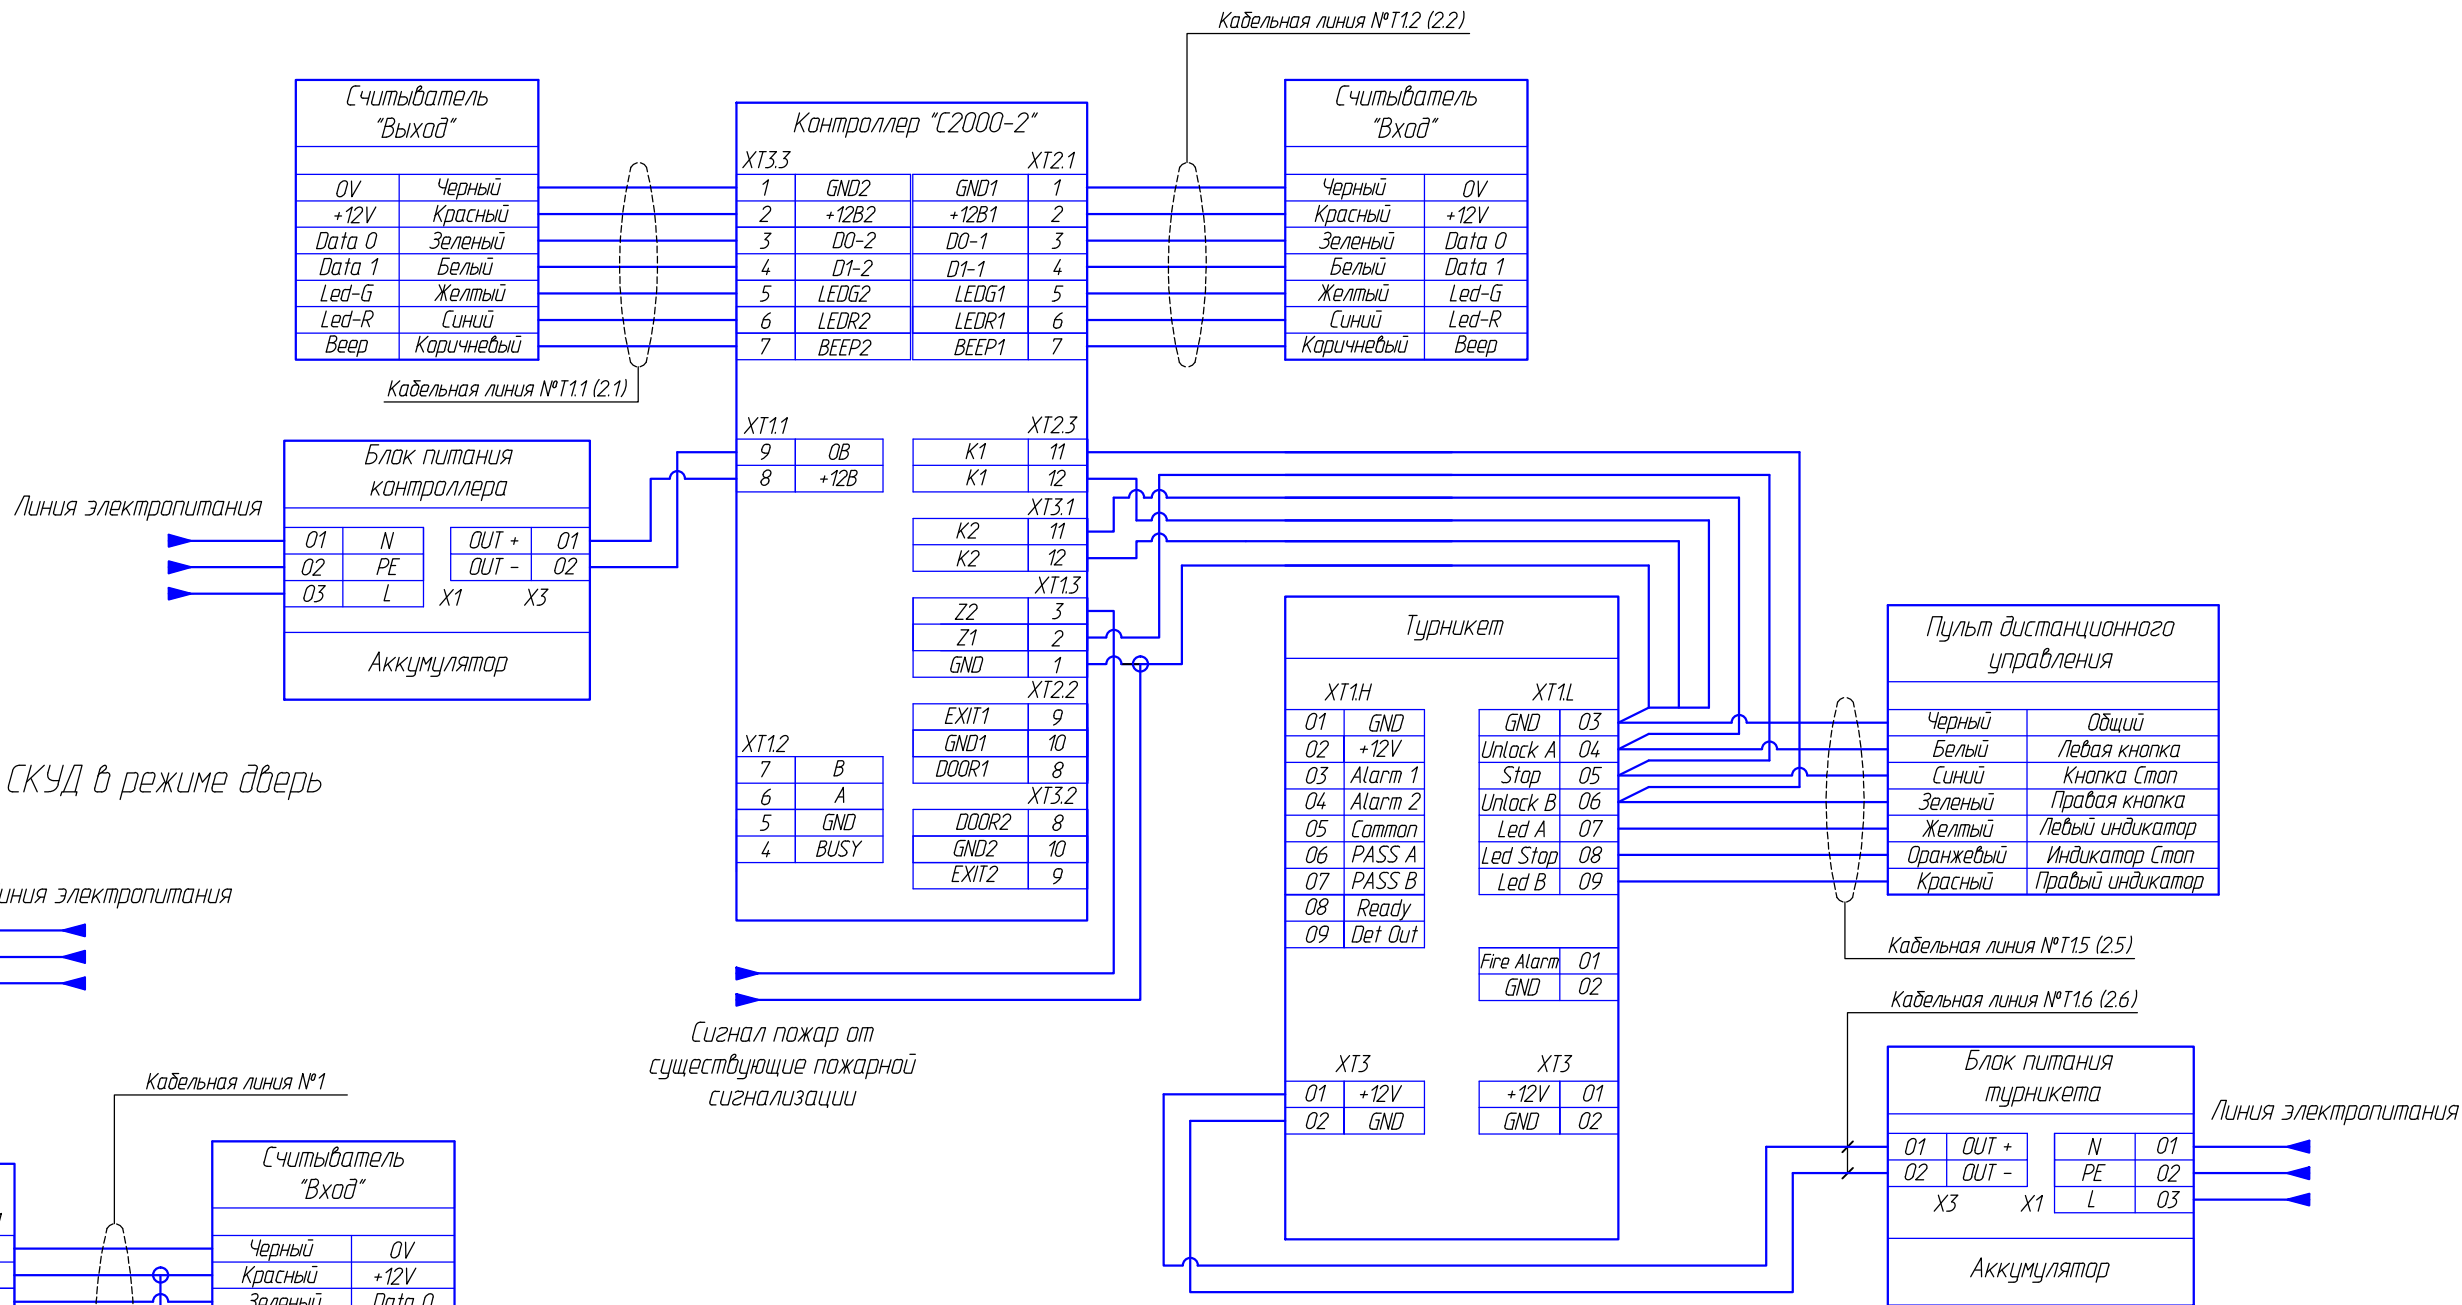 Кабельная линия №Т1.2 (2.2)
Считыватель
"Выход"
0V Черный
+12V Красный
Data 0 Зеленый
Data 1 Белый
Led-G Желтый
Led-R Синий
Beep Коричневый
Кабельная линия №Т1.1 (2.1)
Контроллер "С2000-2"
XT3.3 XT2.1
1 GND2 GND1 1
2 +12В2 +12В1 2
3 D0-2 D0-1 3
4 D1-2 D1-1 4
5 LEDG2 LEDG1 5
6 LEDR2 LEDR1 6
7 BEEP2 BEEP1 7
XT1.1 XT2.3
9 0В K1 11
8 +12В K1 12
XT3.1
K2 11
K2 12
XT1.3
Z2 3
Z1 2
GND 1
XT2.2
EXIT1 9
GND1 10
DOOR1 8
XT1.2
7 B
6 A
5 GND
4 BUSY
XT3.2
DOOR2 8
GND2 10
EXIT2 9
Считыватель
"Вход"
Черный 0V
Красный +12V
Зеленый Data 0
Белый Data 1
Желтый Led-G
Синий Led-R
Коричневый Beep
Линия электропитания
Блок питания
контроллера
01 N OUT + 01
02 PE OUT - 02
03 L X1 X3
Аккумулятор
СКУД в режиме дверь
иния электропитания
Сигнал пожар от
существующие пожарной
сигнализации
Турникет
XT1.H XT1.L
01 GND GND 03
02 +12V Unlock A 04
03 Alarm 1 Stop 05
04 Alarm 2 Unlock B 06
05 Common Led A 07
06 PASS A Led Stop 08
07 PASS B Led B 09
08 Ready
09 Det Out
Fire Alarm 01
GND 02
XT3 XT3
01 +12V +12V 01
02 GND GND 02
Пульт дистанционного
управления
Черный Общий
Белый Левая кнопка
Синий Кнопка Стоп
Зеленый Правая кнопка
Желтый Левый индикатор
Оранжевый Индикатор Стоп
Красный Правый индикатор
Кабельная линия №Т1.5 (2.5)
Кабельная линия №Т1.6 (2.6)
Блок питания
турникета
Линия электропитания
01 OUT + N 01
02 OUT - PE 02
X3 X1 L 03
Аккумулятор
Кабельная линия №1
Считыватель
"Вход"
Черный 0V
Красный +12V
Зеленый Data 0